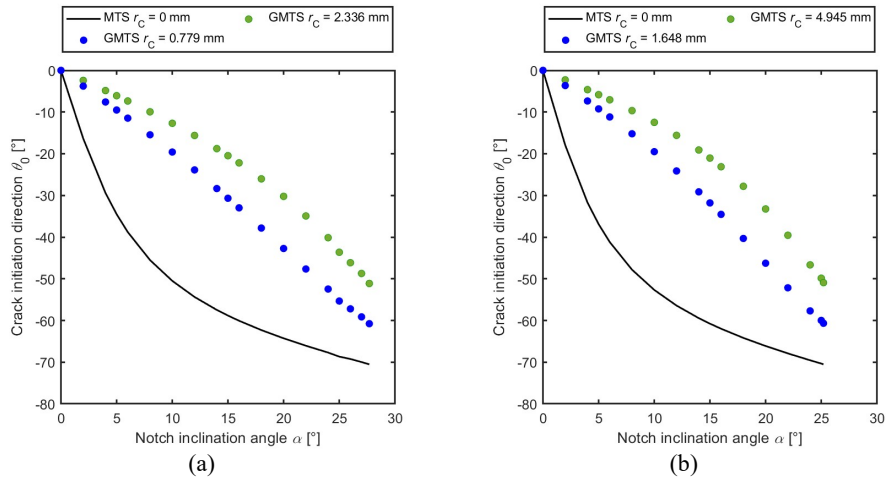 MTS r_C = 0 mm
GMTS r_C = 2.336 mm
GMTS r_C = 0.779 mm
0
-10
-20
-30
-40
-50
-60
-70
-80
Crack initiation direction θ_0 [°]
0 5 10 15 20 25 30
Notch inclination angle α [°]
(a)
MTS r_C = 0 mm
GMTS r_C = 4.945 mm
GMTS r_C = 1.648 mm
0
-10
-20
-30
-40
-50
-60
-70
-80
Crack initiation direction θ_0 [°]
0 5 10 15 20 25 30
Notch inclination angle α [°]
(b)